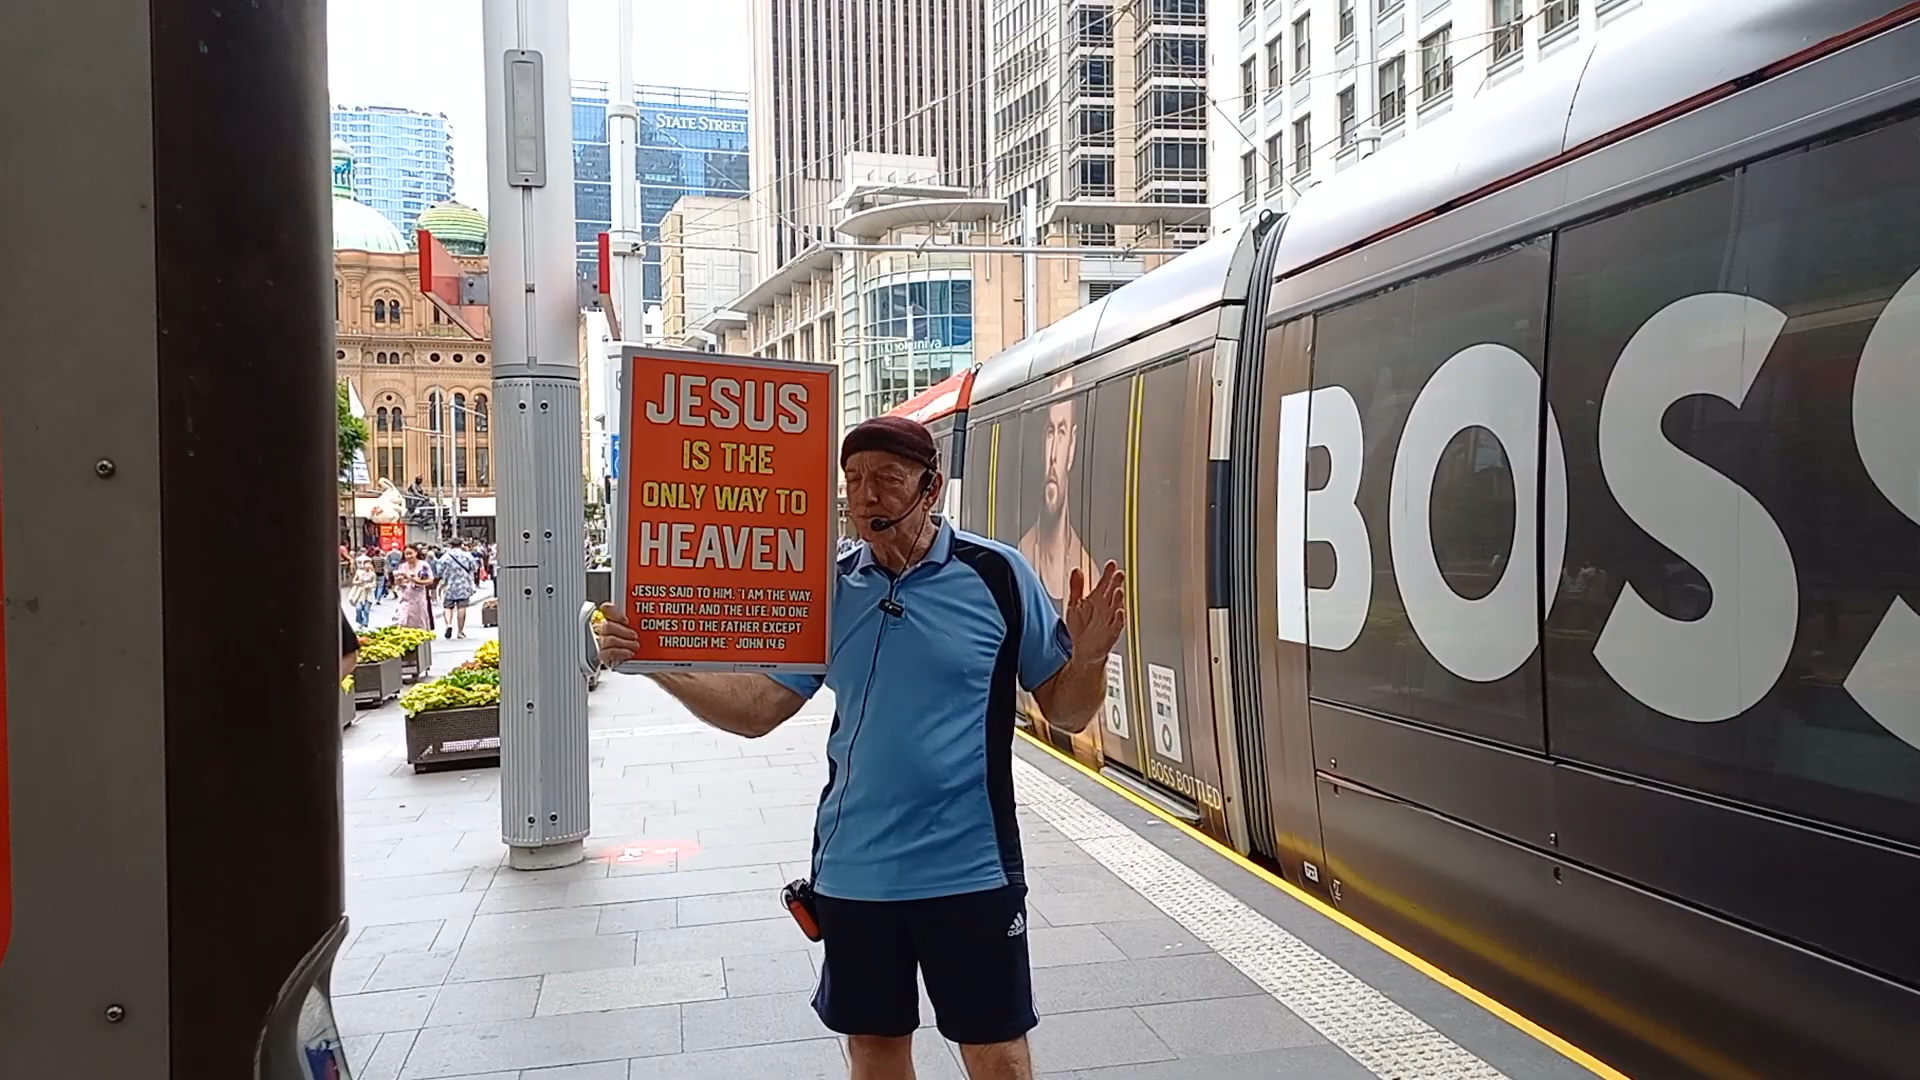 STATE STREET
JESUS
IS THE
ONLY WAY TO
HEAVEN
JESUS SAID TO HIM, "I AM THE WAY,
THE TRUTH, AND THE LIFE. NO ONE
COMES TO THE FATHER EXCEPT
THROUGH ME." JOHN 14:6
BOSS
BOSS BOTTLED
adidas